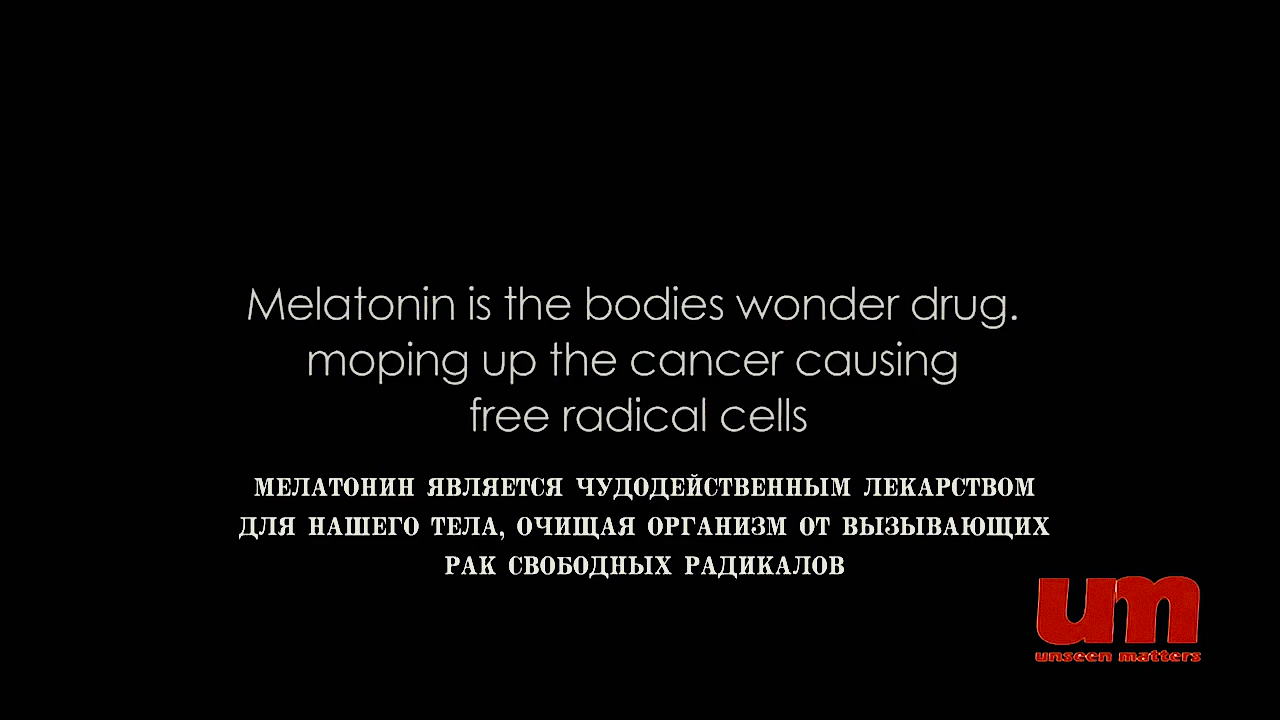 Melatonin is the bodies wonder drug.
moping up the cancer causing
free radical cells
МЕЛАТОНИН ЯВЛЯЕТСЯ ЧУДОДЕЙСТВЕННЫМ ЛЕКАРСТВОМ
ДЛЯ НАШЕГО ТЕЛА, ОЧИЩАЯ ОРГАНИЗМ ОТ ВЫЗЫВАЮЩИХ
РАК СВОБОДНЫХ РАДИКАЛОВ
um
unseen matters